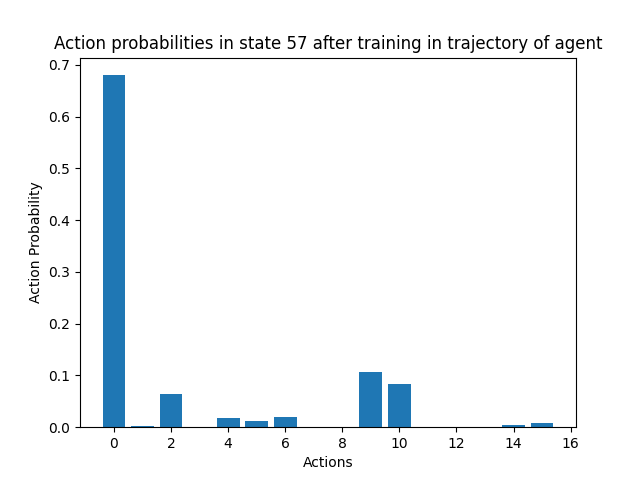 Action probabilities in state 57 after training in trajectory of agent
0.7
0.6
0.5
0.4
0.3
0.2
0.1
0.0
Action Probability
0 2 4 6 8 10 12 14 16
Actions